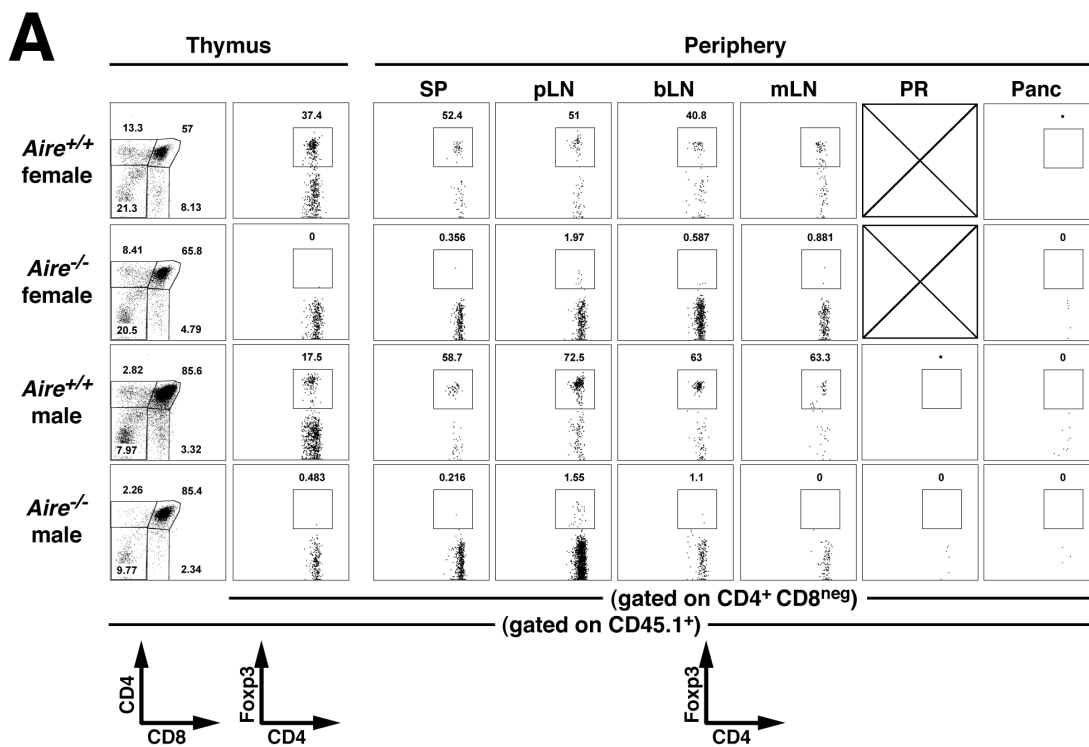 A
Thymus Periphery
SP pLN bLN mLN PR Panc
Aire+/+ female
13.3 57 21.3 8.13 37.4 52.4 51 40.8 •
Aire-/- female
8.41 65.8 20.5 4.79 0 0.356 1.97 0.587 0.881 0
Aire+/+ male
2.82 85.6 7.97 3.32 17.5 58.7 72.5 63 63.3 • 0
Aire-/- male
2.26 85.4 9.77 2.34 0.483 0.216 1.55 1.1 0 0 0
(gated on CD4+ CD8neg)
(gated on CD45.1+)
CD4 CD8
Foxp3 CD4
Foxp3 CD4